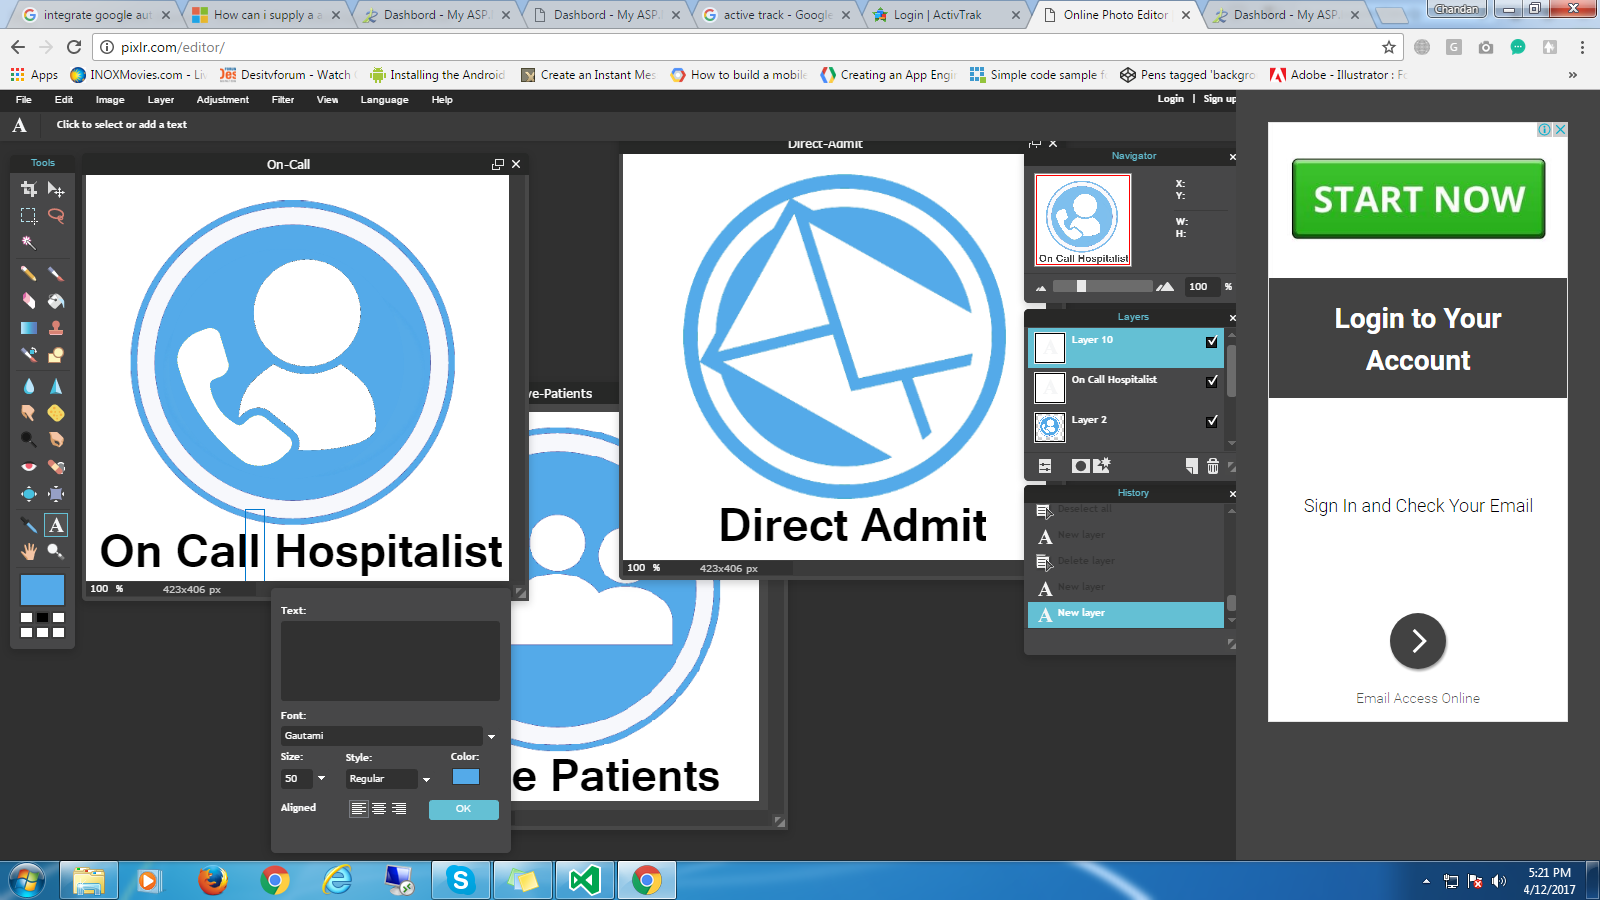 integrate google aut
How can i supply a a
Dashbord - My ASP.
Dashbord - My ASP.
active track - Google
Login | ActivTrak
Online Photo Editor
Dashbord - My ASP.
Chandan
pixlr.com/editor/
Apps
INOXMovies.com - Li
Desitvforum - Watch
Installing the Android
Create an Instant Mes
How to build a mobile
Creating an App Engi
Simple code sample f
Pens tagged 'backgro
Adobe - Illustrator : F
»
File Edit Image Layer Adjustment Filter View Language Help
Login | Sign up
A Click to select or add a text
Tools
On-Call
On Call Hospitalist
100 % 423x406 px
ve-Patients
e Patients
Direct-Admit
Direct Admit
100 % 423x406 px
Text:
Font:
Gautami
Size: Style: Color:
50 Regular
Aligned OK
Navigator
X:
Y:
W:
H:
On Call Hospitalist
100 %
Layers
Layer 10
On Call Hospitalist
Layer 2
History
Deselect all
New layer
Delete layer
New layer
New layer
START NOW
Login to Your
Account
Sign In and Check Your Email
Email Access Online
5:21 PM
4/12/2017